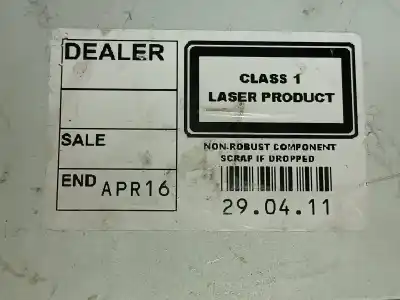 DEALER
SALE
END APR16
CLASS 1
LASER PRODUCT
NON-ROBUST COMPONENT
SCRAP IF DROPPED
29.04.11